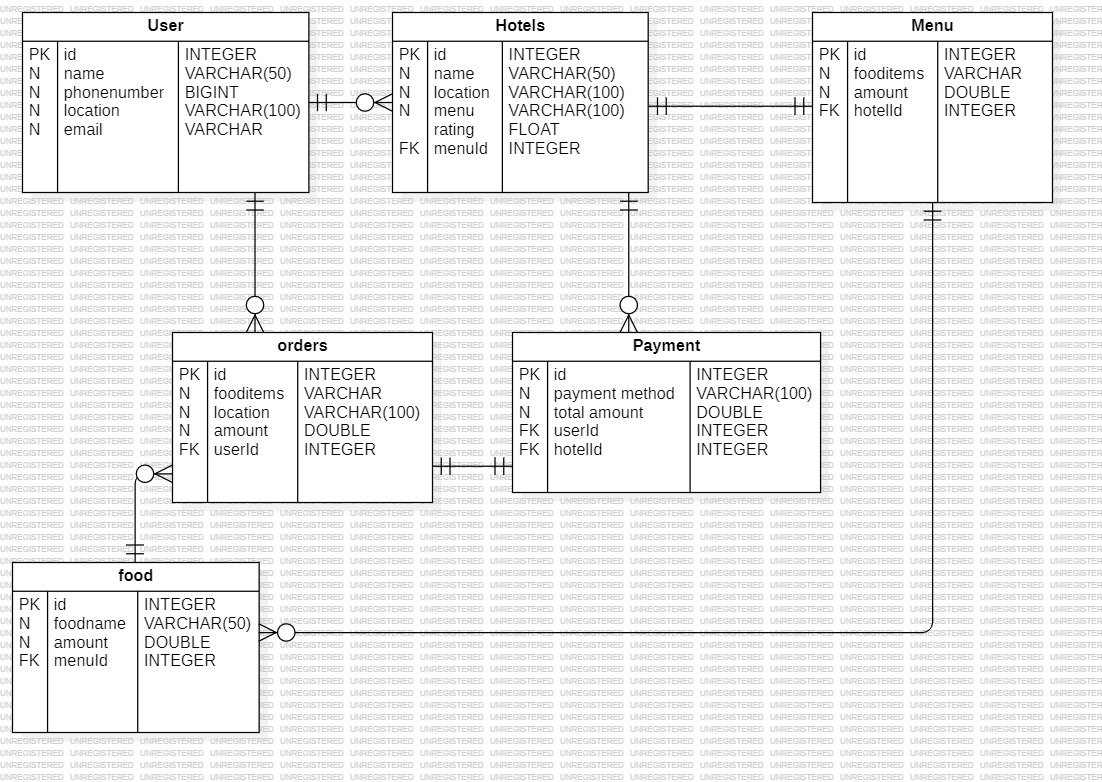 User
PK id INTEGER
N name VARCHAR(50)
N phonenumber BIGINT
N location VARCHAR(100)
N email VARCHAR
Hotels
PK id INTEGER
N name VARCHAR(50)
N location VARCHAR(100)
N menu VARCHAR(100)
rating FLOAT
FK menuId INTEGER
Menu
PK id INTEGER
N fooditems VARCHAR
N amount DOUBLE
FK hotelId INTEGER
orders
PK id INTEGER
N fooditems VARCHAR
N location VARCHAR(100)
N amount DOUBLE
FK userId INTEGER
Payment
PK id INTEGER
N payment method VARCHAR(100)
N total amount DOUBLE
FK userId INTEGER
FK hotelId INTEGER
food
PK id INTEGER
N foodname VARCHAR(50)
N amount DOUBLE
FK menuId INTEGER
UNREGISTERED